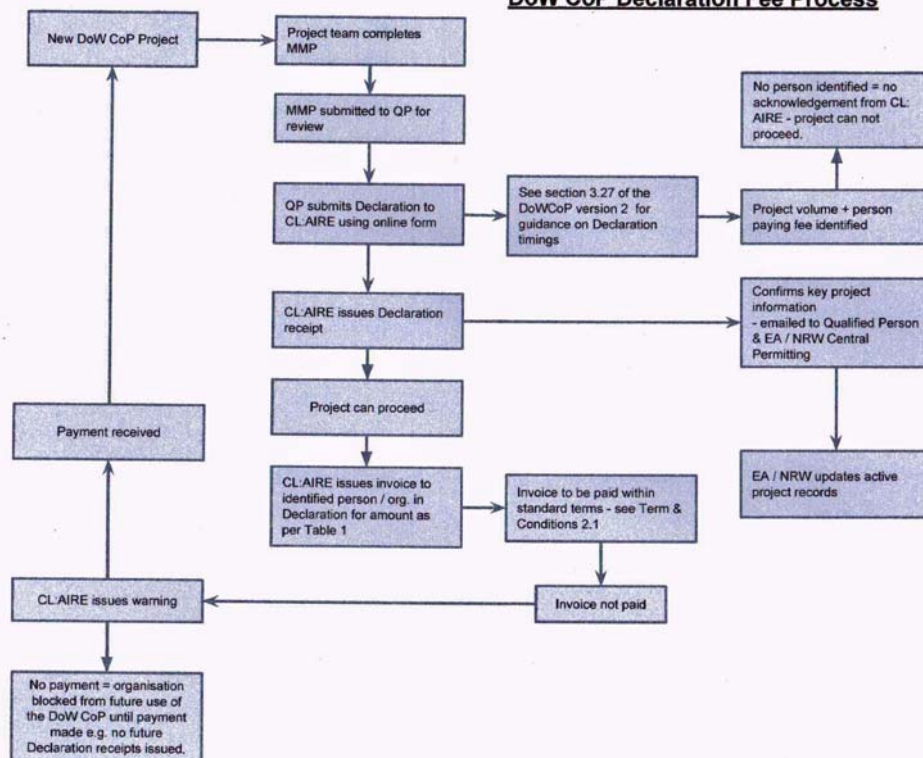 DoW CoP Declaration Fee Process
New DoW CoP Project
Project team completes
MMP
MMP submitted to QP for
review
QP submits Declaration to
CL:AIRE using online form
See section 3.27 of the
DoWCoP version 2 for
guidance on Declaration
timings
No person identified = no
acknowledgement from CL:
AIRE - project can not
proceed.
Project volume + person
paying fee identified
CL:AIRE issues Declaration
receipt
Confirms key project
information
- emailed to Qualified Person
& EA / NRW Central
Permitting
Project can proceed
Payment received
EA / NRW updates active
project records
CL:AIRE issues invoice to
identified person / org. in
Declaration for amount as
per Table 1
Invoice to be paid within
standard terms - see Term &
Conditions 2.1
Invoice not paid
CL:AIRE issues warning
No payment = organisation
blocked from future use of
the DoW CoP until payment
made e.g. no future
Declaration receipts issued.